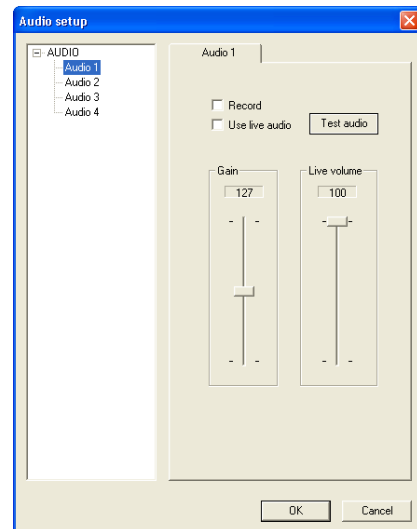 Audio setup
AUDIO
Audio 1
Audio 2
Audio 3
Audio 4
Audio 1
Record
Use live audio
Test audio
Gain
127
Live volume
100
OK
Cancel